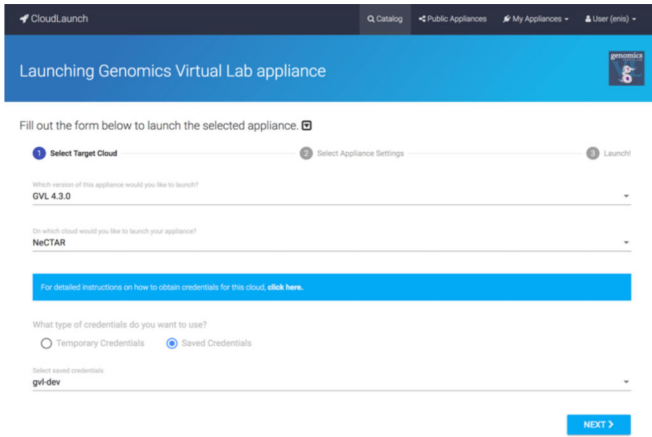 CloudLaunch
Catalog Public Appliances My Appliances User (enis)
Launching Genomics Virtual Lab appliance
genomics
Fill out the form below to launch the selected appliance.
1 Select Target Cloud 2 Select Appliance Settings 3 Launch!
Which version of this appliance would you like to launch?
GVL 4.3.0
On which cloud would you like to launch your appliance?
NeCTAR
For detailed instructions on how to obtain credentials for this cloud, click here.
What type of credentials do you want to use?
Temporary Credentials Saved Credentials
Select saved credentials
gvl-dev
NEXT